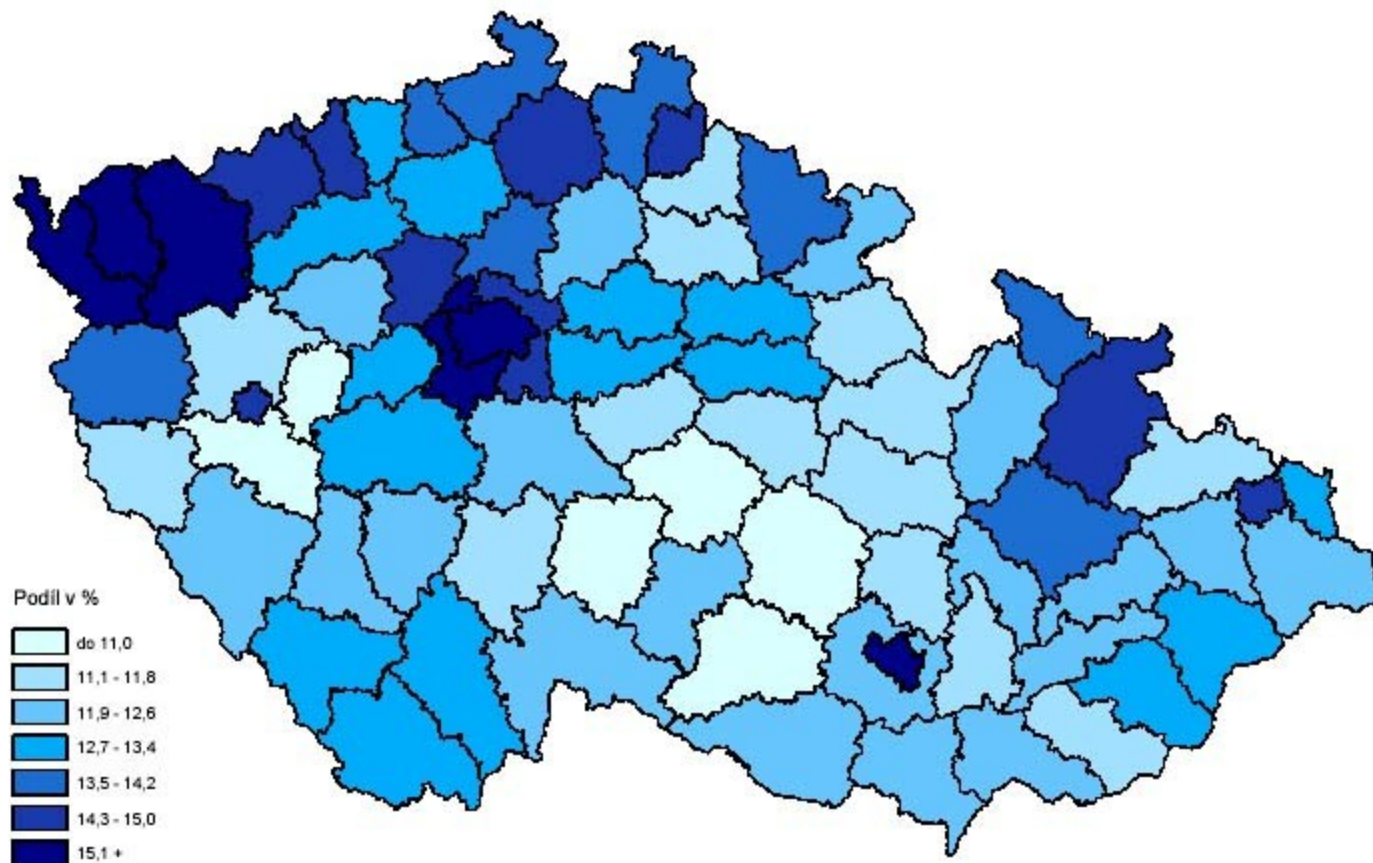 Podíl v %
do 11,0
11,1 - 11,8
11,9 - 12,6
12,7 - 13,4
13,5 - 14,2
14,3 - 15,0
15,1 +